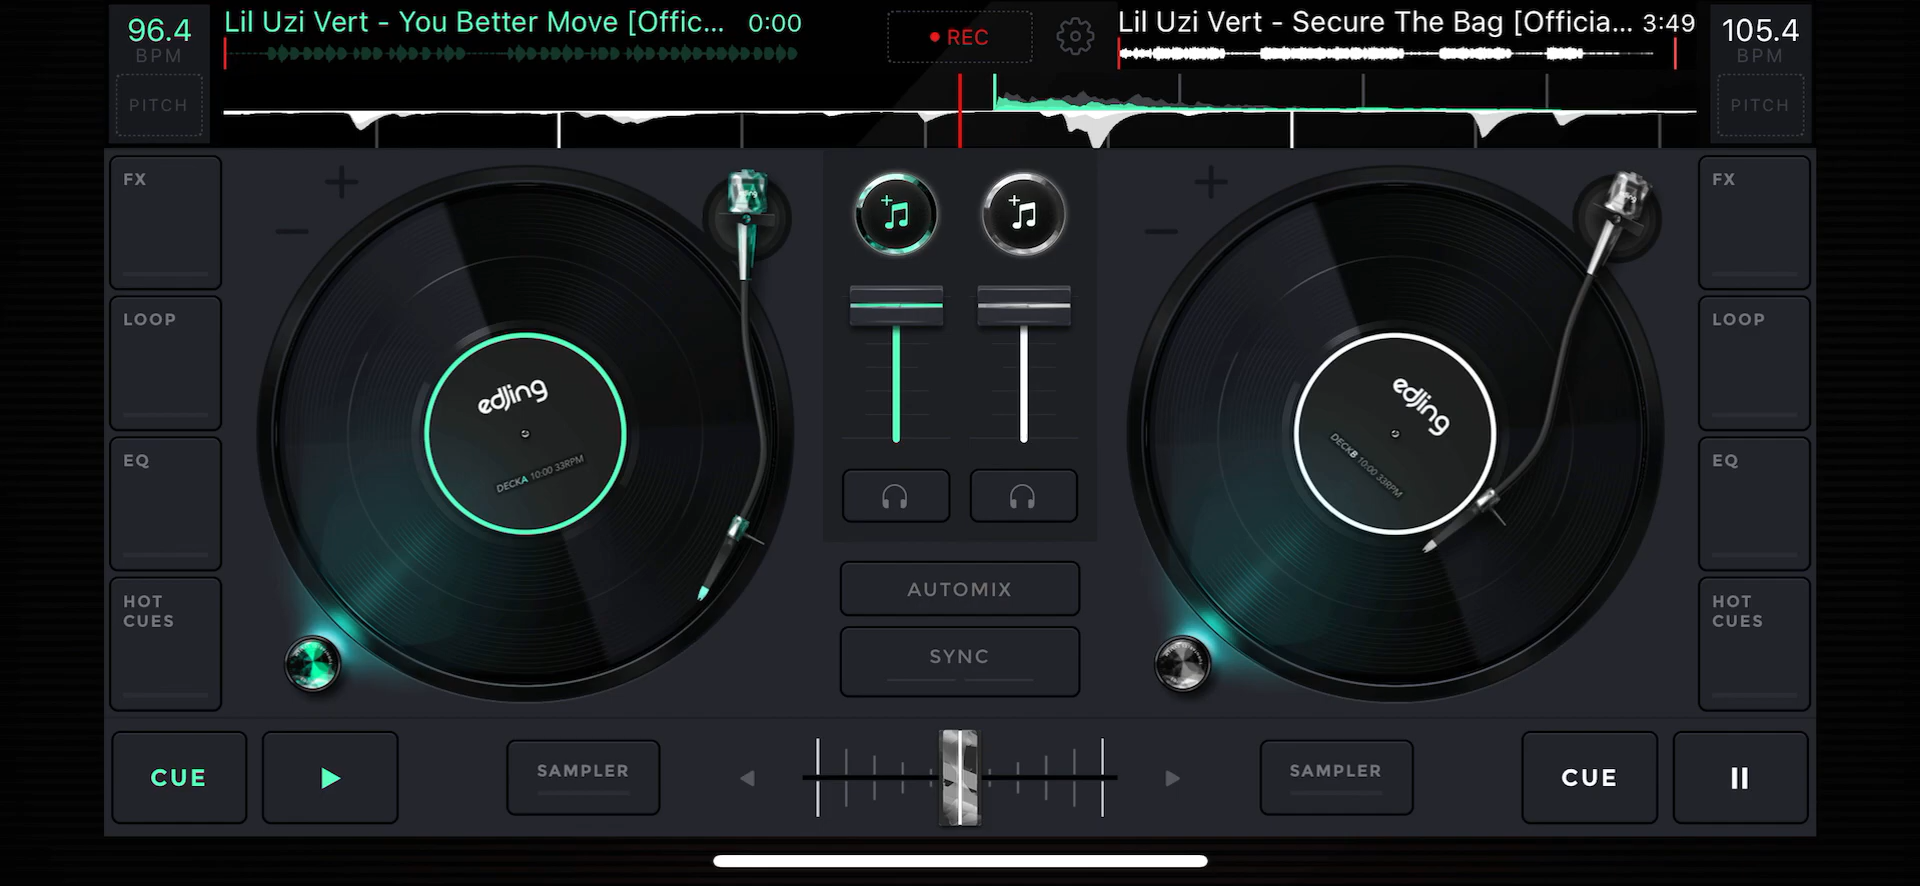 96.4
BPM
PITCH
Lil Uzi Vert - You Better Move [Offic...
0:00
REC
Lil Uzi Vert - Secure The Bag [Officia...
3:49
105.4
BPM
PITCH
FX
LOOP
EQ
HOT
CUES
edjing
DECKA 10:00 33RPM
AUTOMIX
SYNC
edjing
DECKB 10:00 33RPM
FX
LOOP
EQ
HOT
CUES
CUE
SAMPLER
SAMPLER
CUE